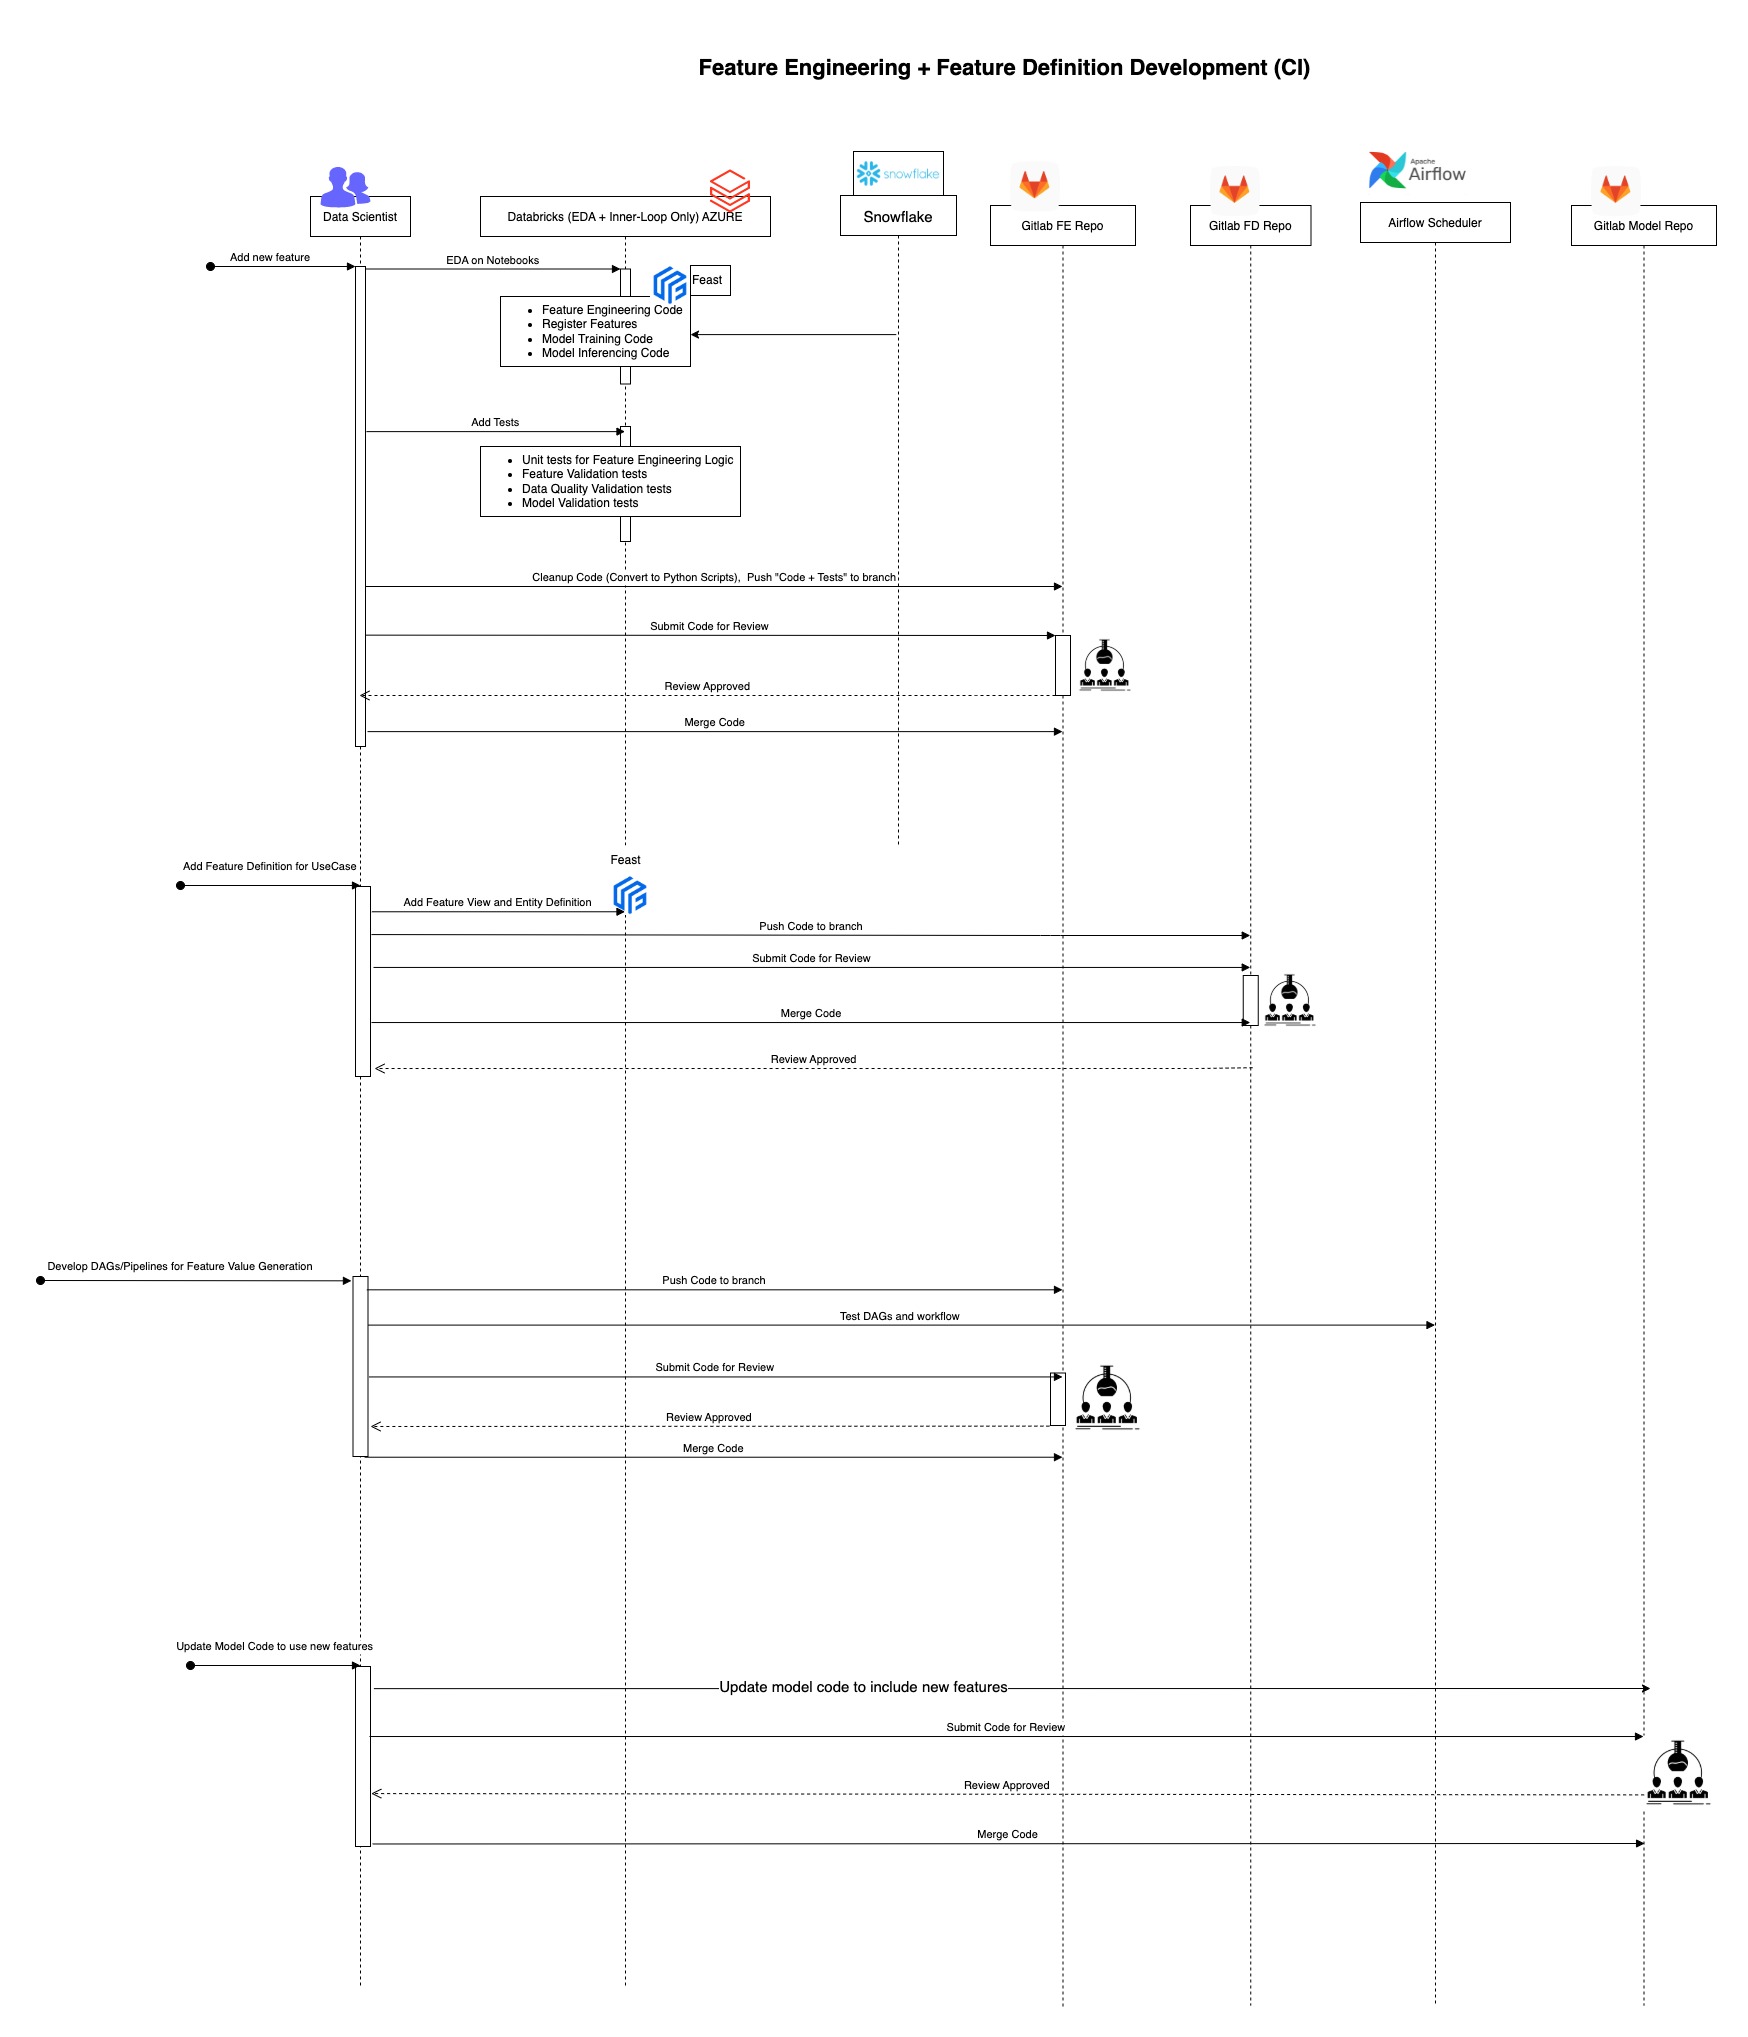 Feature Engineering + Feature Definition Development (CI)
Data Scientist
Databricks (EDA + Inner-Loop Only) AZURE
snowflake
Snowflake
Gitlab FE Repo
Gitlab FD Repo
Apache
Airflow
Airflow Scheduler
Gitlab Model Repo
Add new feature
EDA on Notebooks
Feast
Feature Engineering Code
Register Features
Model Training Code
Model Inferencing Code
Add Tests
Unit tests for Feature Engineering Logic
Feature Validation tests
Data Quality Validation tests
Model Validation tests
Cleanup Code (Convert to Python Scripts), Push "Code + Tests" to branch
Submit Code for Review
Review Approved
Merge Code
Feast
Add Feature Definition for UseCase
Add Feature View and Entity Definition
Push Code to branch
Submit Code for Review
Merge Code
Review Approved
Develop DAGs/Pipelines for Feature Value Generation
Push Code to branch
Test DAGs and workflow
Submit Code for Review
Review Approved
Merge Code
Update Model Code to use new features
Update model code to include new features
Submit Code for Review
Review Approved
Merge Code